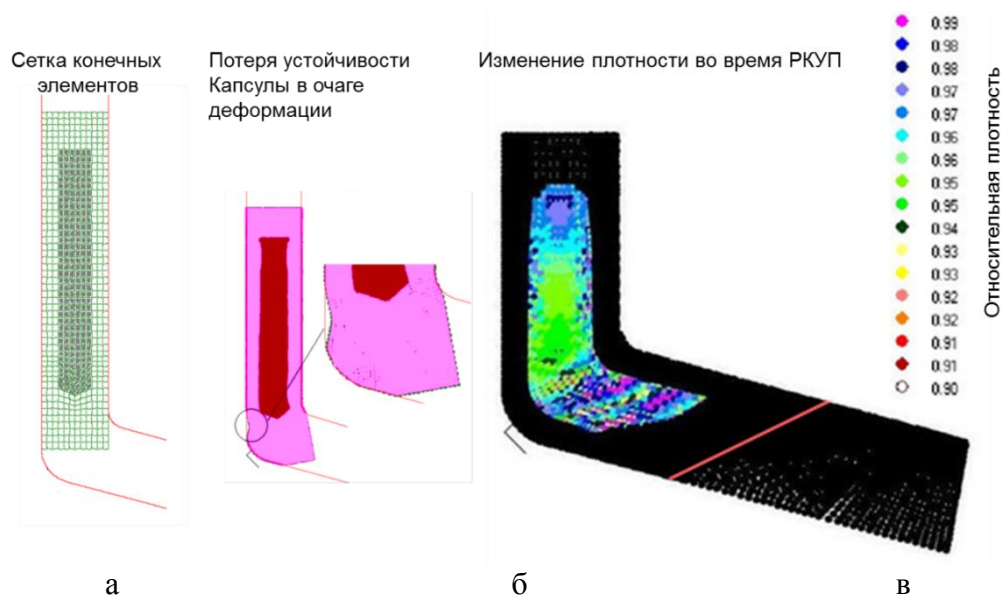 Сетка конечных
элементов
Потеря устойчивости
Капсулы в очаге
деформации
Изменение плотности во время РКУП
0.99
0.98
0.98
0.97
0.97
0.96
0.96
0.95
0.95
0.94
0.93
0.93
0.92
0.92
0.91
0.91
0.90
Относительная плотность
а
б
в